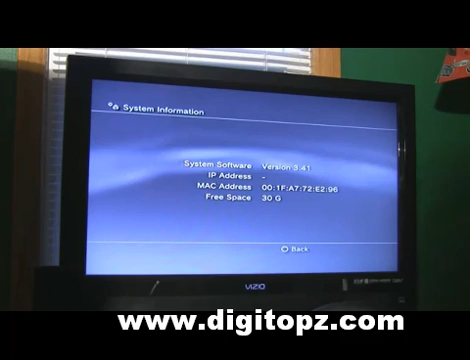 System Information
System Software Version 3.41
IP Address -
MAC Address 00:1F:A7:72:E2:96
Free Space 30 G
Back
VIZIO
www.digitopz.com